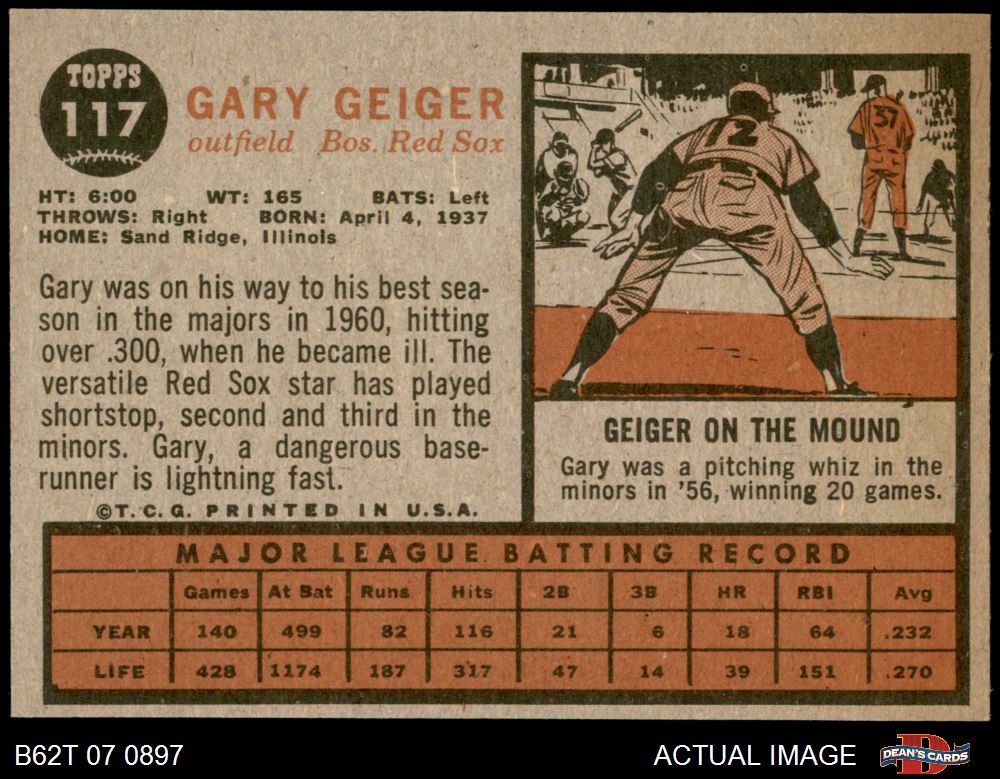 TOPPS
117
GARY GEIGER
outfield Bos. Red Sox
HT: 6:00 WT: 165 BATS: Left
THROWS: Right BORN: April 4, 1937
HOME: Sand Ridge, Illinois
Gary was on his way to his best sea-
son in the majors in 1960, hitting
over .300, when he became ill. The
versatile Red Sox star has played
shortstop, second and third in the
minors. Gary, a dangerous base-
runner is lightning fast.
©T.C.G. PRINTED IN U.S.A.
12
37
GEIGER ON THE MOUND
Gary was a pitching whiz in the
minors in '56, winning 20 games.
MAJOR LEAGUE BATTING RECORD
Games At Bat Runs Hits 2B 3B HR RBI Avg
YEAR 140 499 82 116 21 6 18 64 .232
LIFE 428 1174 187 317 47 14 39 151 .270
B62T 07 0897
ACTUAL IMAGE
D
DEAN'S CARDS